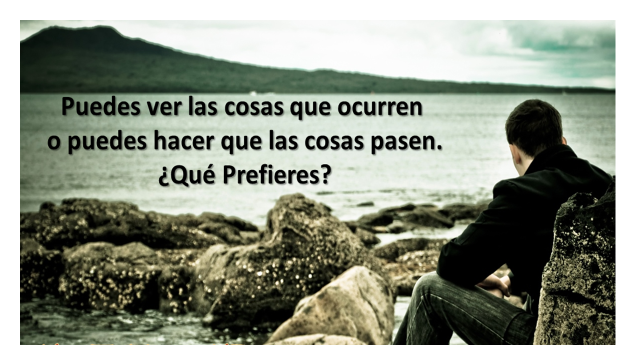 Puedes ver las cosas que ocurren
o puedes hacer que las cosas pasen.
¿Qué Prefieres?